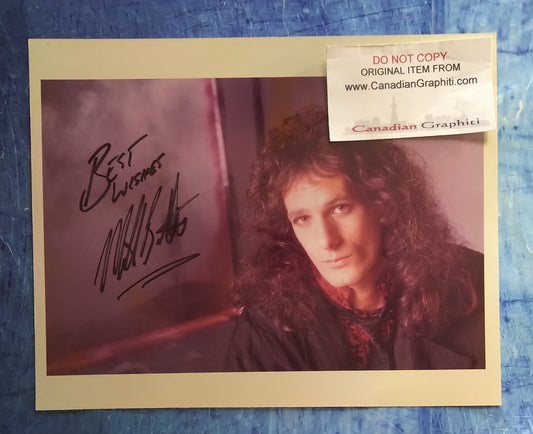 DO NOT COPY
ORIGINAL ITEM FROM
www.CanadianGraphiti.com
Canadian Graphiti
BEST
WISHES